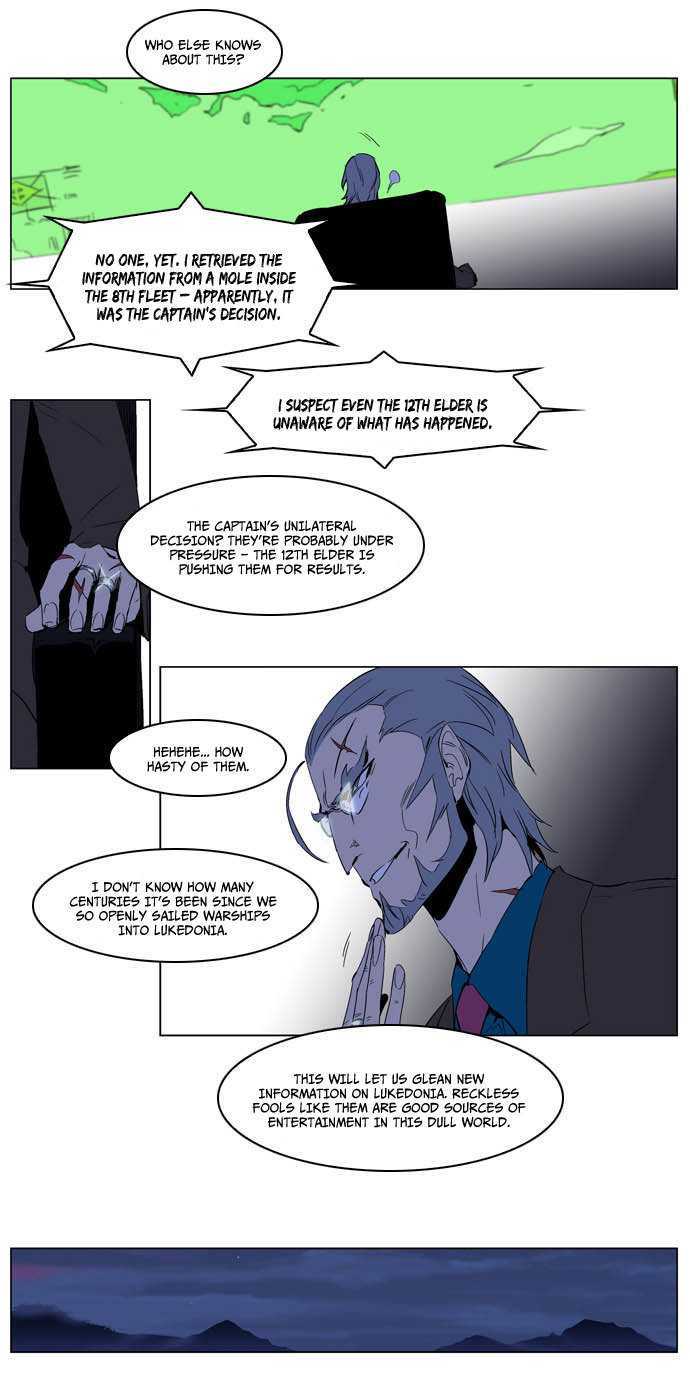 WHO ELSE KNOWS
ABOUT THIS?
NO ONE, YET. I RETRIEVED THE
INFORMATION FROM A MOLE INSIDE
THE 8TH FLEET – APPARENTLY, IT
WAS THE CAPTAIN'S DECISION.
I SUSPECT EVEN THE 12TH ELDER IS
UNAWARE OF WHAT HAS HAPPENED.
THE CAPTAIN'S UNILATERAL
DECISION? THEY'RE PROBABLY UNDER
PRESSURE – THE 12TH ELDER IS
PUSHING THEM FOR RESULTS.
HEHEHE... HOW
HASTY OF THEM.
I DON'T KNOW HOW MANY
CENTURIES IT'S BEEN SINCE WE
SO OPENLY SAILED WARSHIPS
INTO LUKEDONIA.
THIS WILL LET US GLEAN NEW
INFORMATION ON LUKEDONIA. RECKLESS
FOOLS LIKE THEM ARE GOOD SOURCES OF
ENTERTAINMENT IN THIS DULL WORLD.